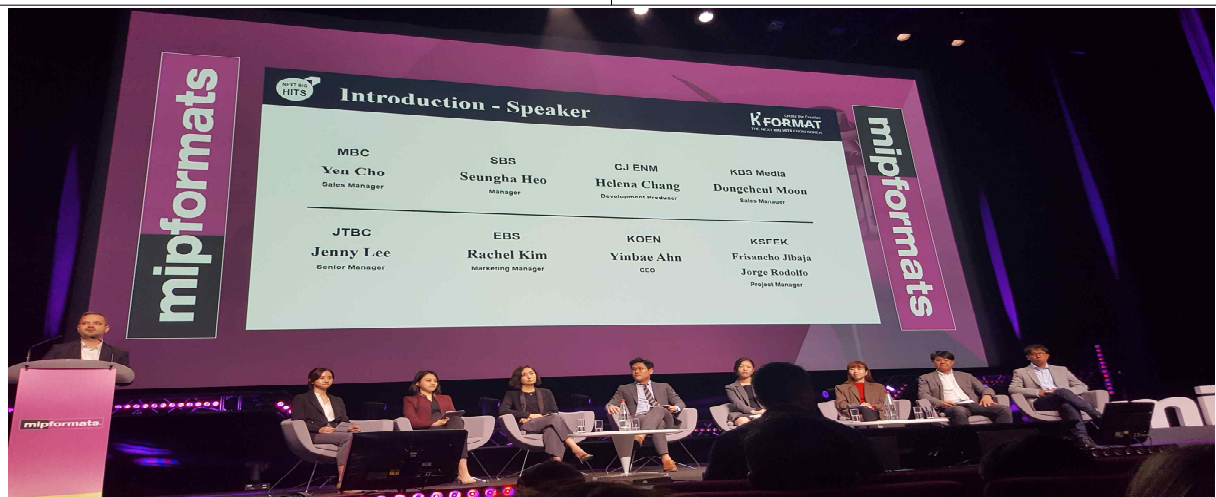 mipformats
NEXT BIG
HITS
Introduction - Speaker
K FORMAT
THE NEXT BIG HITS FROM KOREA
mipformats
MBC
Yen Cho
Sales Manager
SBS
Seungha Heo
Manager
CJ ENM
Helena Chang
Development Producer
KBS Media
Dongcheul Moon
Sales Manager
JTBC
Jenny Lee
Senior Manager
EBS
Rachel Kim
Marketing Manager
KOEN
Yinbae Ahn
CEO
KSEEK
Frisancho Jibaja
Jorge Rodolfo
Project Manager
mipformats.